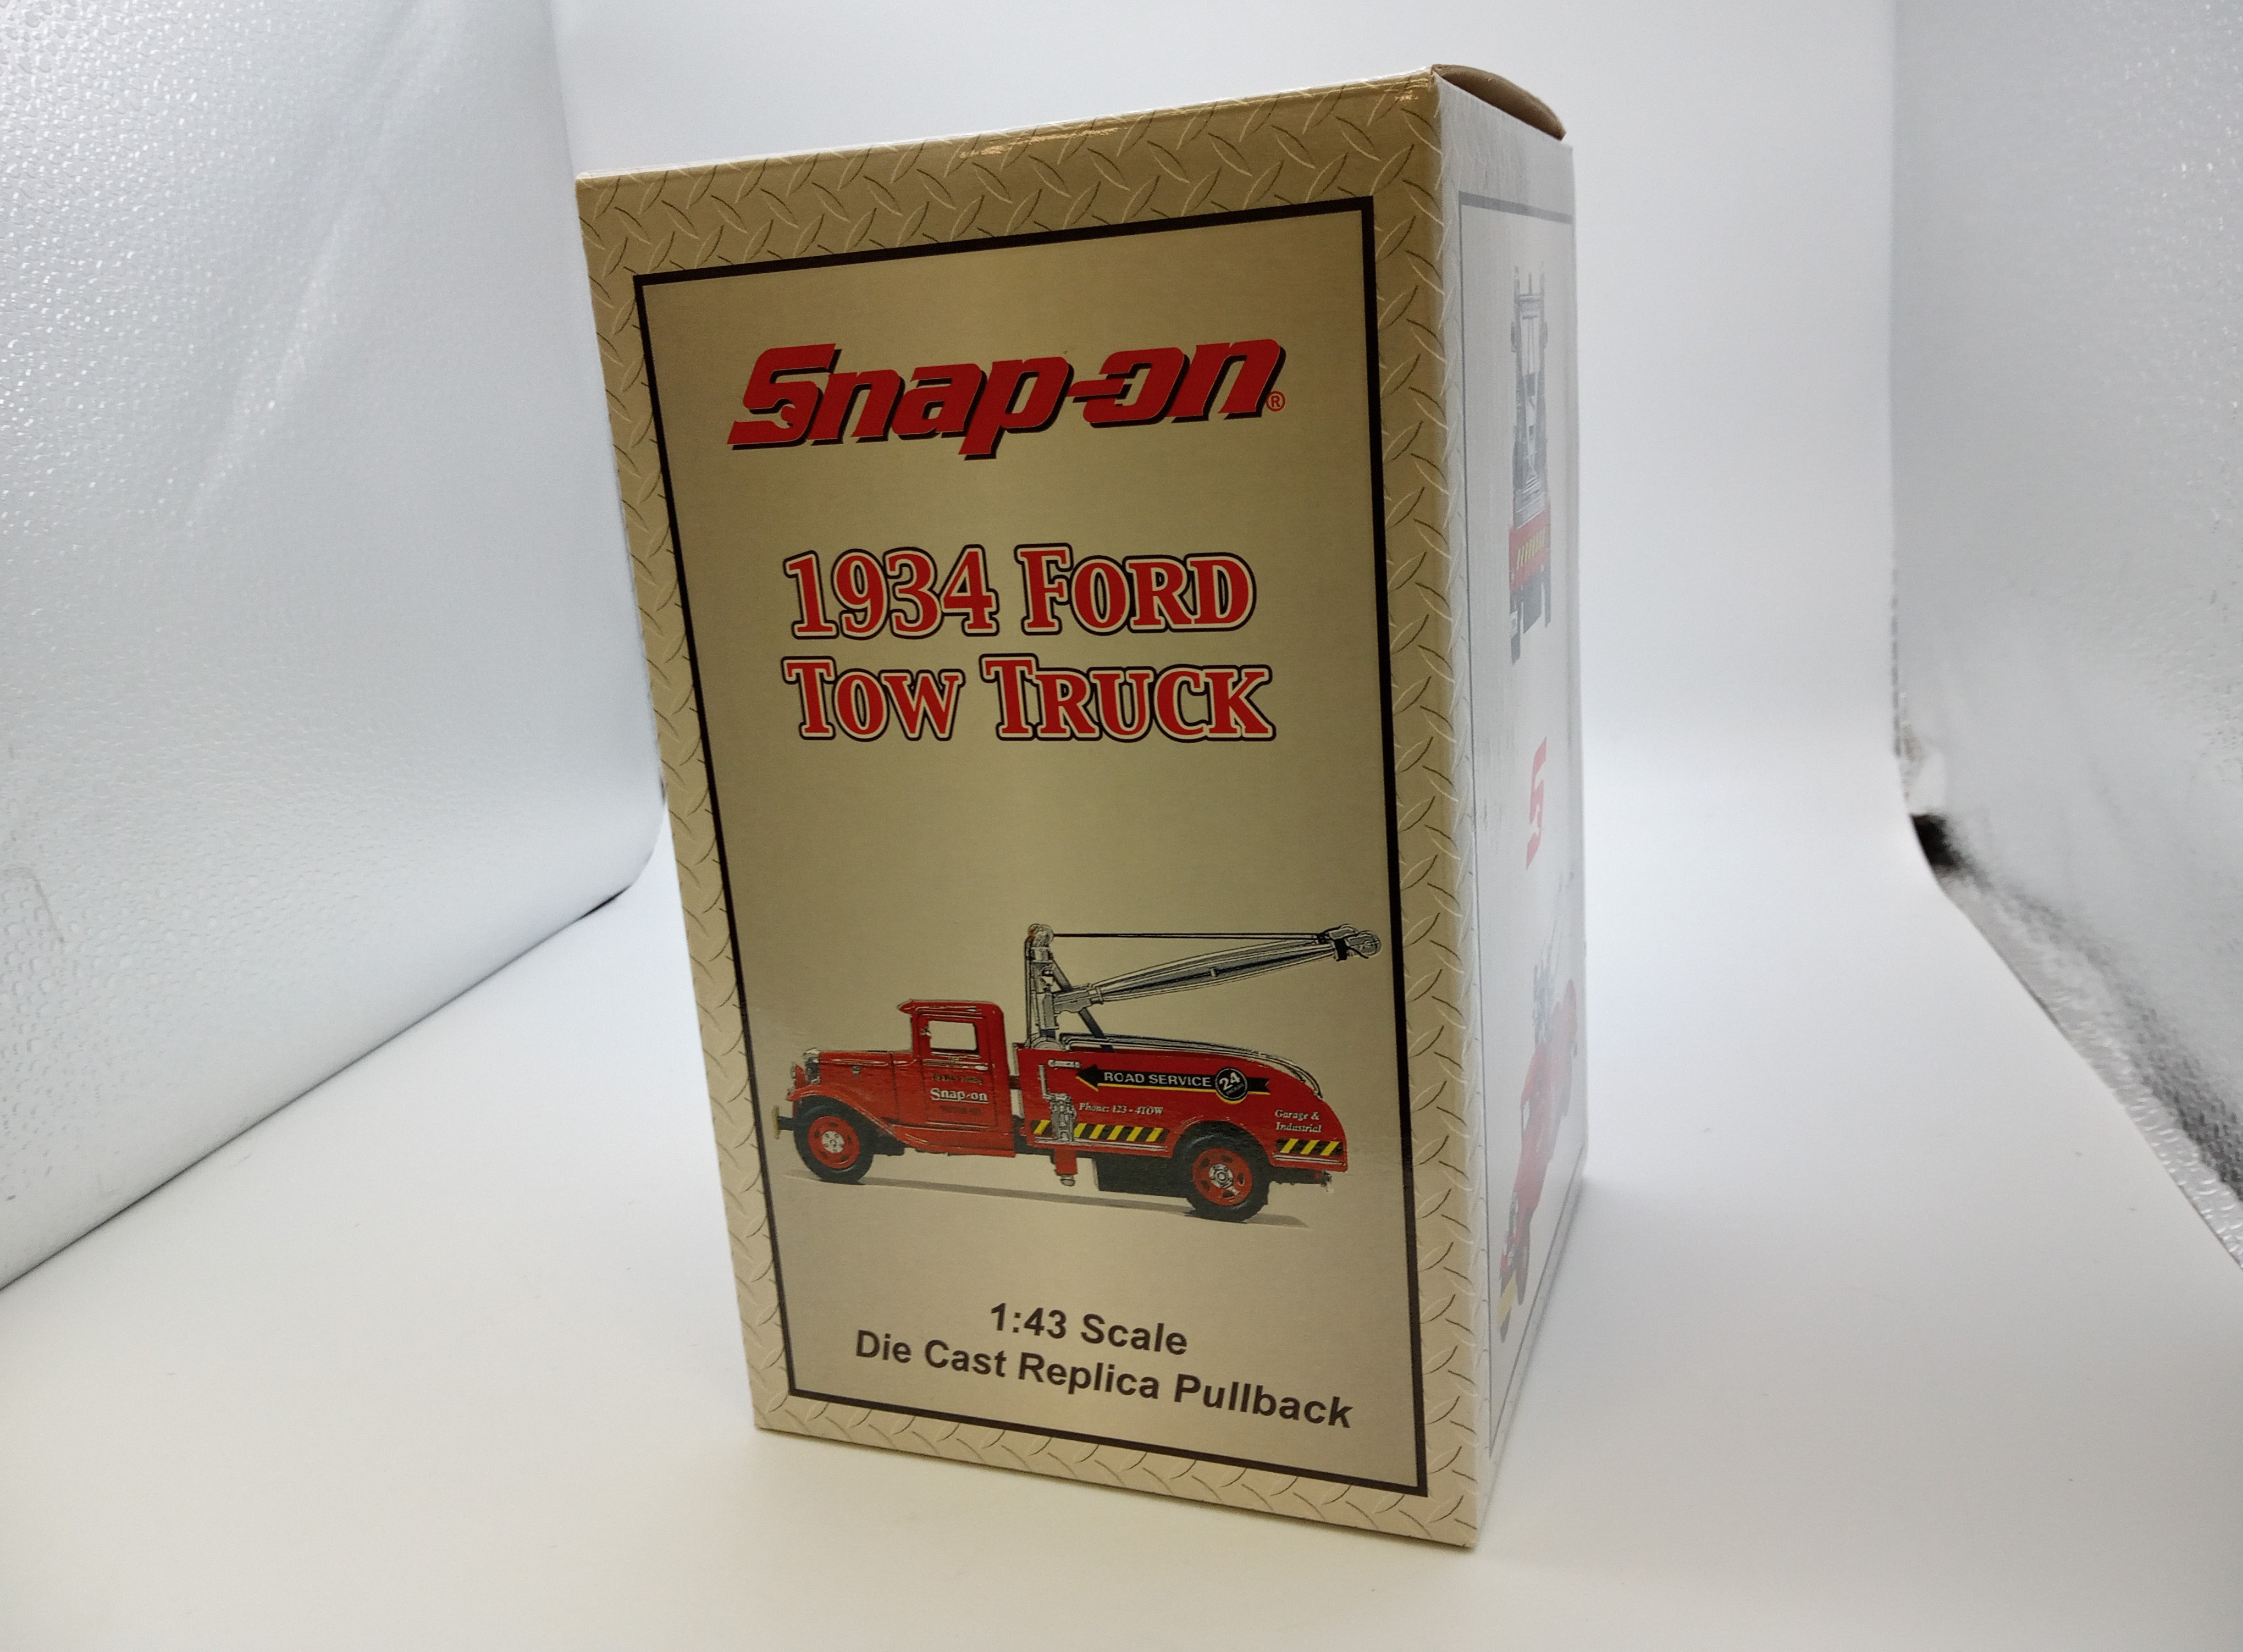 Snap-on®
1934 FORD
TOW TRUCK
Snap-on
ROAD SERVICE 24
Phone: 123 - 4TOW
Garage &
Industrial
1:43 Scale
Die Cast Replica Pullback
S